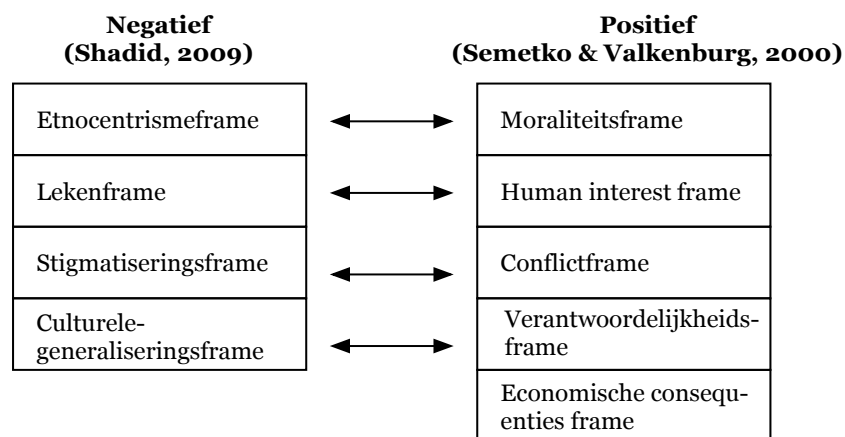 Negatief
(Shadid, 2009)
Positief
(Semetko & Valkenburg, 2000)
Etnocentrismeframe
Moraliteitsframe
Lekenframe
Human interest frame
Stigmatiseringsframe
Conflictframe
Culturele-
generaliseringsframe
Verantwoordelijkheids-
frame
Economische consequ-
enties frame